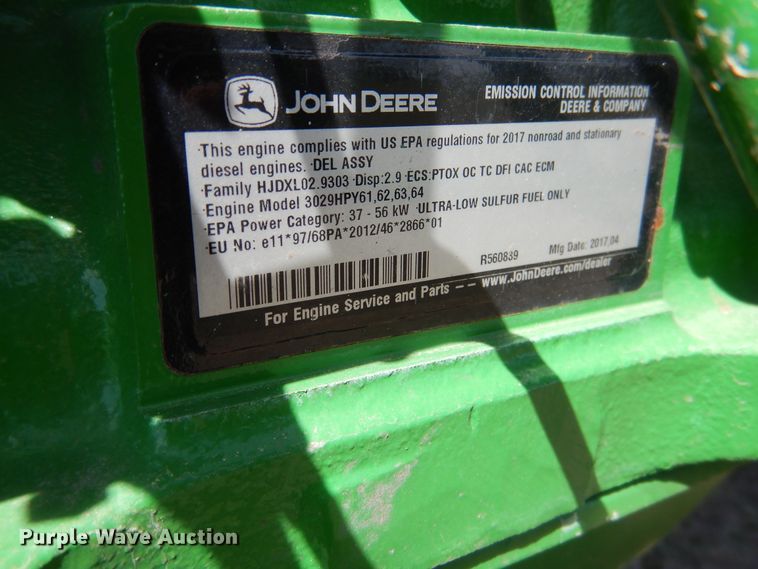 JOHN DEERE
EMISSION CONTROL INFORMATION
DEERE & COMPANY
·This engine complies with US EPA regulations for 2017 nonroad and stationary
diesel engines. ·DEL ASSY
·Family HJDXL02.9303 ·Disp:2.9 ·ECS:PTOX OC TC DFI CAC ECM
·Engine Model 3029HPY61,62,63,64
·EPA Power Category: 37 - 56 kW ·ULTRA-LOW SULFUR FUEL ONLY
·EU No: e11*97/68PA*2012/46*2866*01
R560839
Mfg Date: 2017.04
For Engine Service and Parts -- www.JohnDeere.com/dealer
Purple Wave Auction